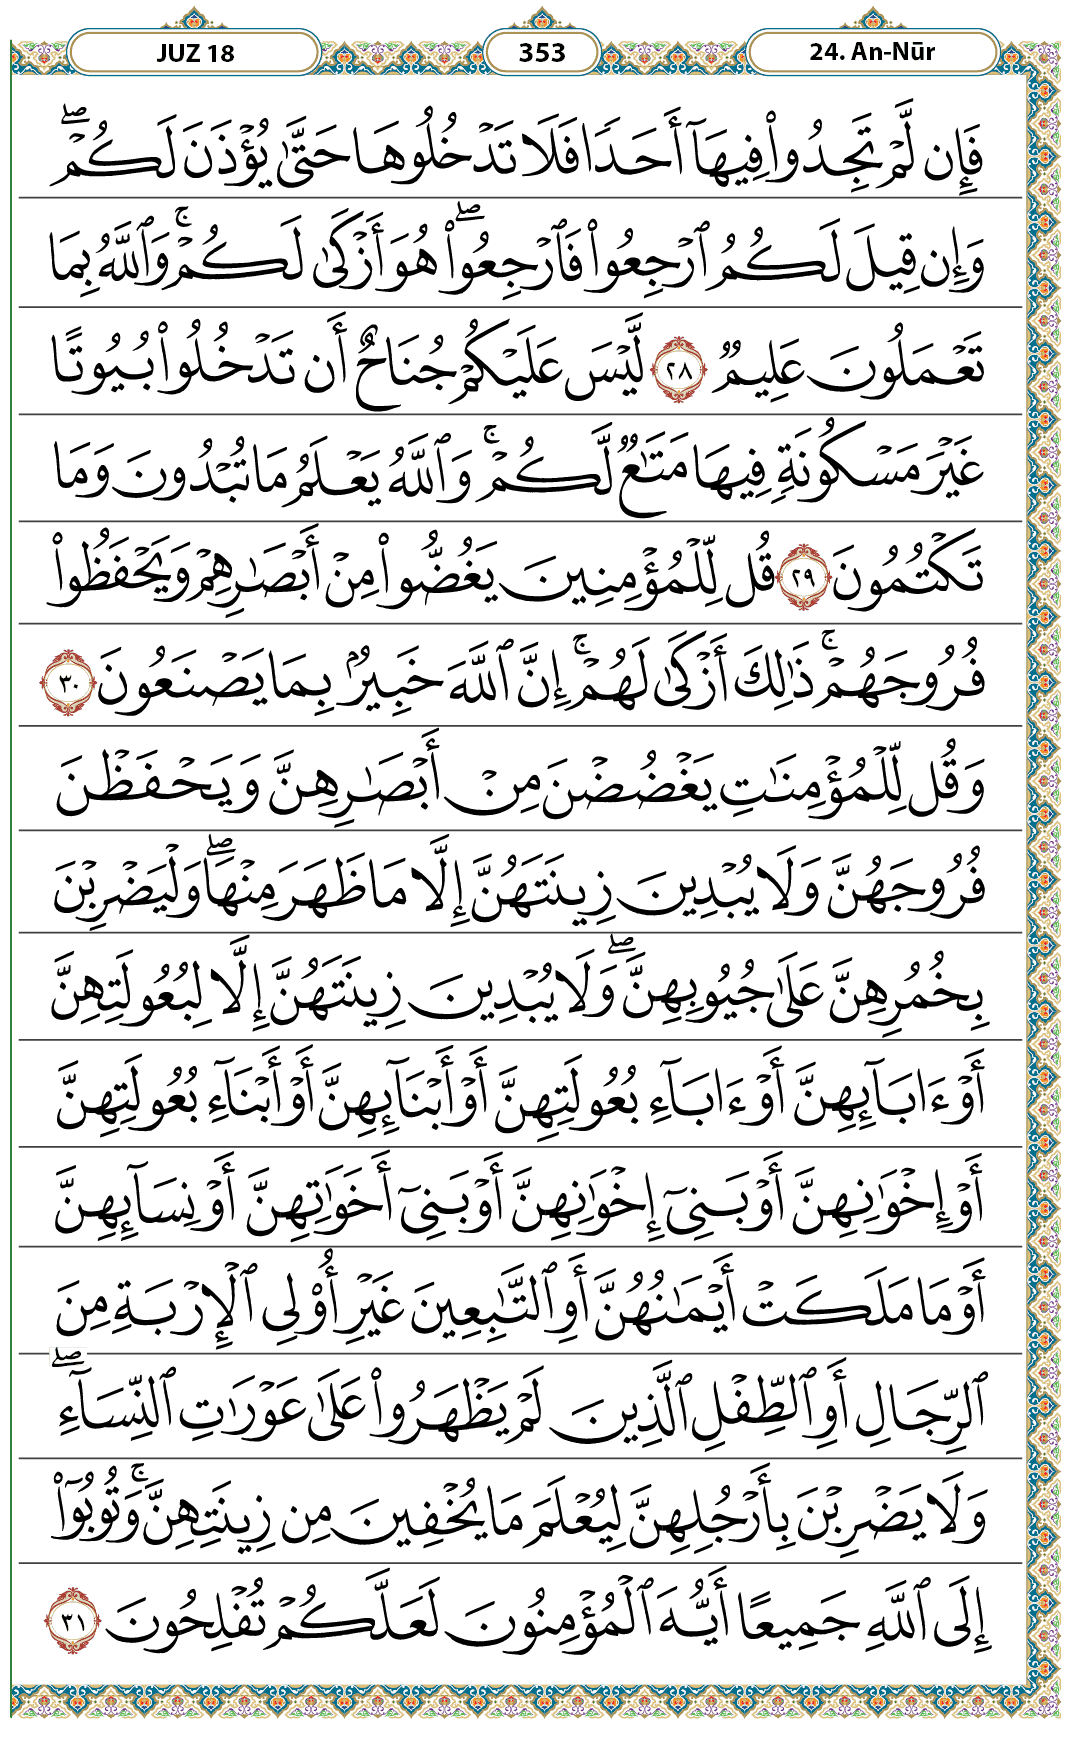 JUZ 18 353 24. An-Nūr
فَإِن لَّمْ تَجِدُوا۟ فِيهَآ أَحَدًا فَلَا تَدْخُلُوهَا حَتَّىٰ يُؤْذَنَ لَكُمْ ۖ
وَإِن قِيلَ لَكُمُ ٱرْجِعُوا۟ فَٱرْجِعُوا۟ ۖ هُوَ أَزْكَىٰ لَكُمْ ۚ وَٱللَّهُ بِمَا
تَعْمَلُونَ عَلِيمٌ ٢٨ لَّيْسَ عَلَيْكُمْ جُنَاحٌ أَن تَدْخُلُوا۟ بُيُوتًا
غَيْرَ مَسْكُونَةٍ فِيهَا مَتَـٰعٌ لَّكُمْ ۚ وَٱللَّهُ يَعْلَمُ مَا تُبْدُونَ وَمَا
تَكْتُمُونَ ٢٩ قُل لِّلْمُؤْمِنِينَ يَغُضُّوا۟ مِنْ أَبْصَـٰرِهِمْ وَيَحْفَظُوا۟
فُرُوجَهُمْ ۚ ذَٰلِكَ أَزْكَىٰ لَهُمْ ۚ إِنَّ ٱللَّهَ خَبِيرٌۢ بِمَا يَصْنَعُونَ ٣٠
وَقُل لِّلْمُؤْمِنَـٰتِ يَغْضُضْنَ مِنْ أَبْصَـٰرِهِنَّ وَيَحْفَظْنَ
فُرُوجَهُنَّ وَلَا يُبْدِينَ زِينَتَهُنَّ إِلَّا مَا ظَهَرَ مِنْهَا ۖ وَلْيَضْرِبْنَ
بِخُمُرِهِنَّ عَلَىٰ جُيُوبِهِنَّ ۖ وَلَا يُبْدِينَ زِينَتَهُنَّ إِلَّا لِبُعُولَتِهِنَّ
أَوْ ءَابَآئِهِنَّ أَوْ ءَابَآءِ بُعُولَتِهِنَّ أَوْ أَبْنَآئِهِنَّ أَوْ أَبْنَآءِ بُعُولَتِهِنَّ
أَوْ إِخْوَٰنِهِنَّ أَوْ بَنِىٓ إِخْوَٰنِهِنَّ أَوْ بَنِىٓ أَخَوَٰتِهِنَّ أَوْ نِسَآئِهِنَّ
أَوْ مَا مَلَكَتْ أَيْمَـٰنُهُنَّ أَوِ ٱلتَّـٰبِعِينَ غَيْرِ أُو۟لِى ٱلْإِرْبَةِ مِنَ
ٱلرِّجَالِ أَوِ ٱلطِّفْلِ ٱلَّذِينَ لَمْ يَظْهَرُوا۟ عَلَىٰ عَوْرَٰتِ ٱلنِّسَآءِ ۖ
وَلَا يَضْرِبْنَ بِأَرْجُلِهِنَّ لِيُعْلَمَ مَا يُخْفِينَ مِن زِينَتِهِنَّ ۚ وَتُوبُوٓا۟
إِلَى ٱللَّهِ جَمِيعًا أَيُّهَ ٱلْمُؤْمِنُونَ لَعَلَّكُمْ تُفْلِحُونَ ٣١